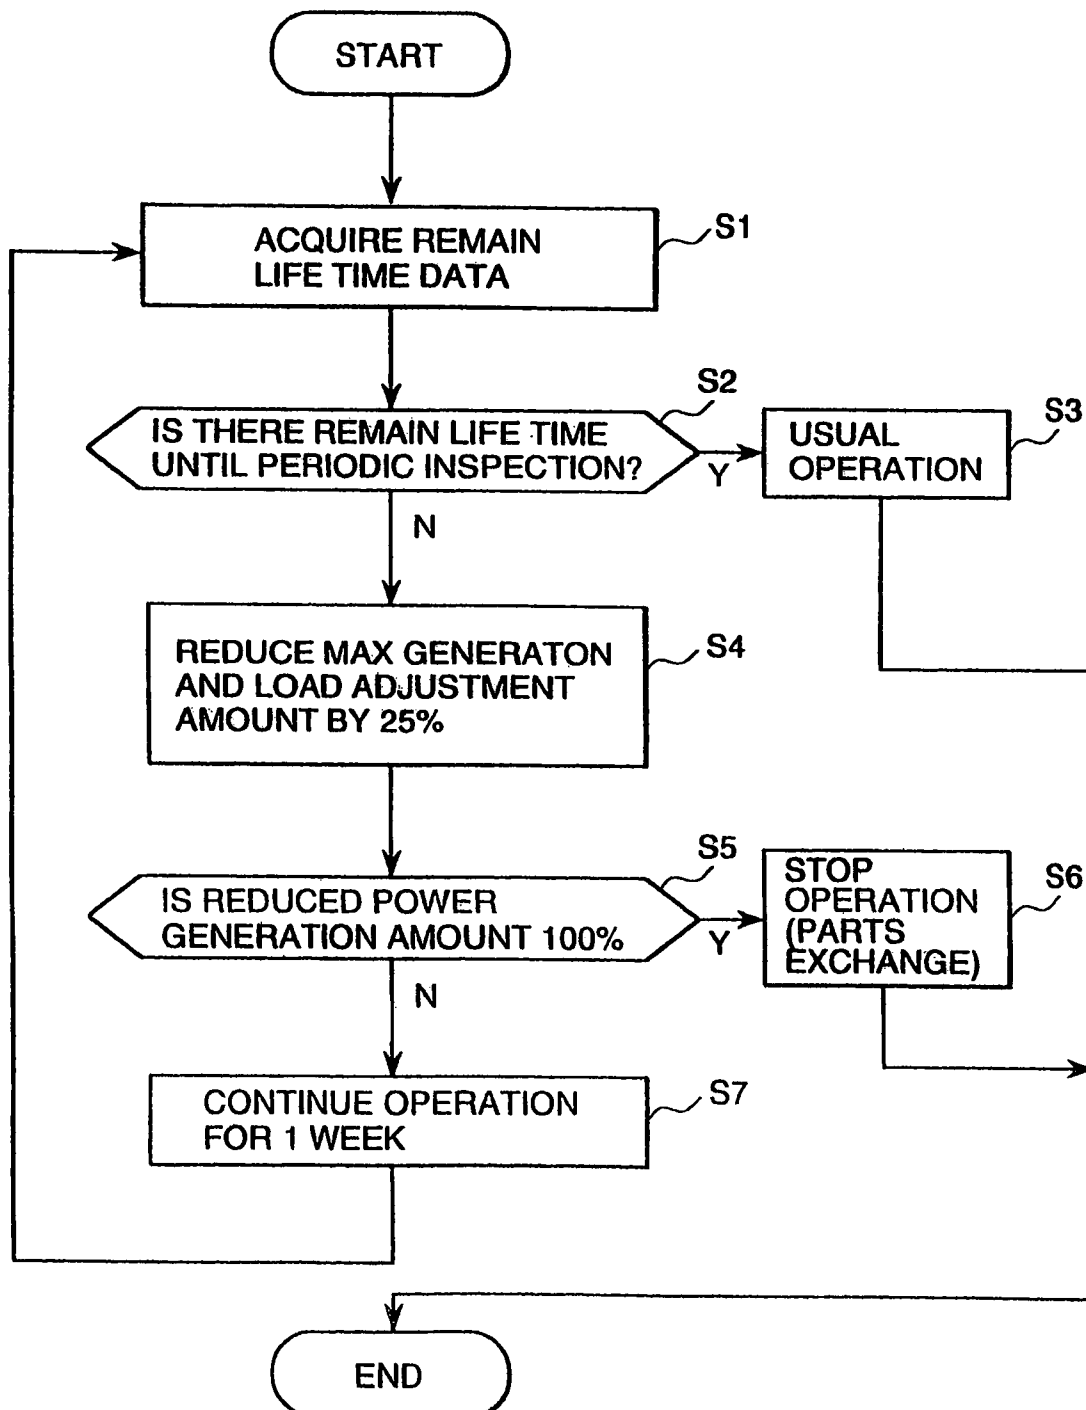 START
ACQUIRE REMAIN
LIFE TIME DATA
S1
IS THERE REMAIN LIFE TIME
UNTIL PERIODIC INSPECTION?
S2
Y
N
USUAL
OPERATION
S3
REDUCE MAX GENERATON
AND LOAD ADJUSTMENT
AMOUNT BY 25%
S4
IS REDUCED POWER
GENERATION AMOUNT 100%
S5
Y
N
STOP
OPERATION
(PARTS
EXCHANGE)
S6
CONTINUE OPERATION
FOR 1 WEEK
S7
END